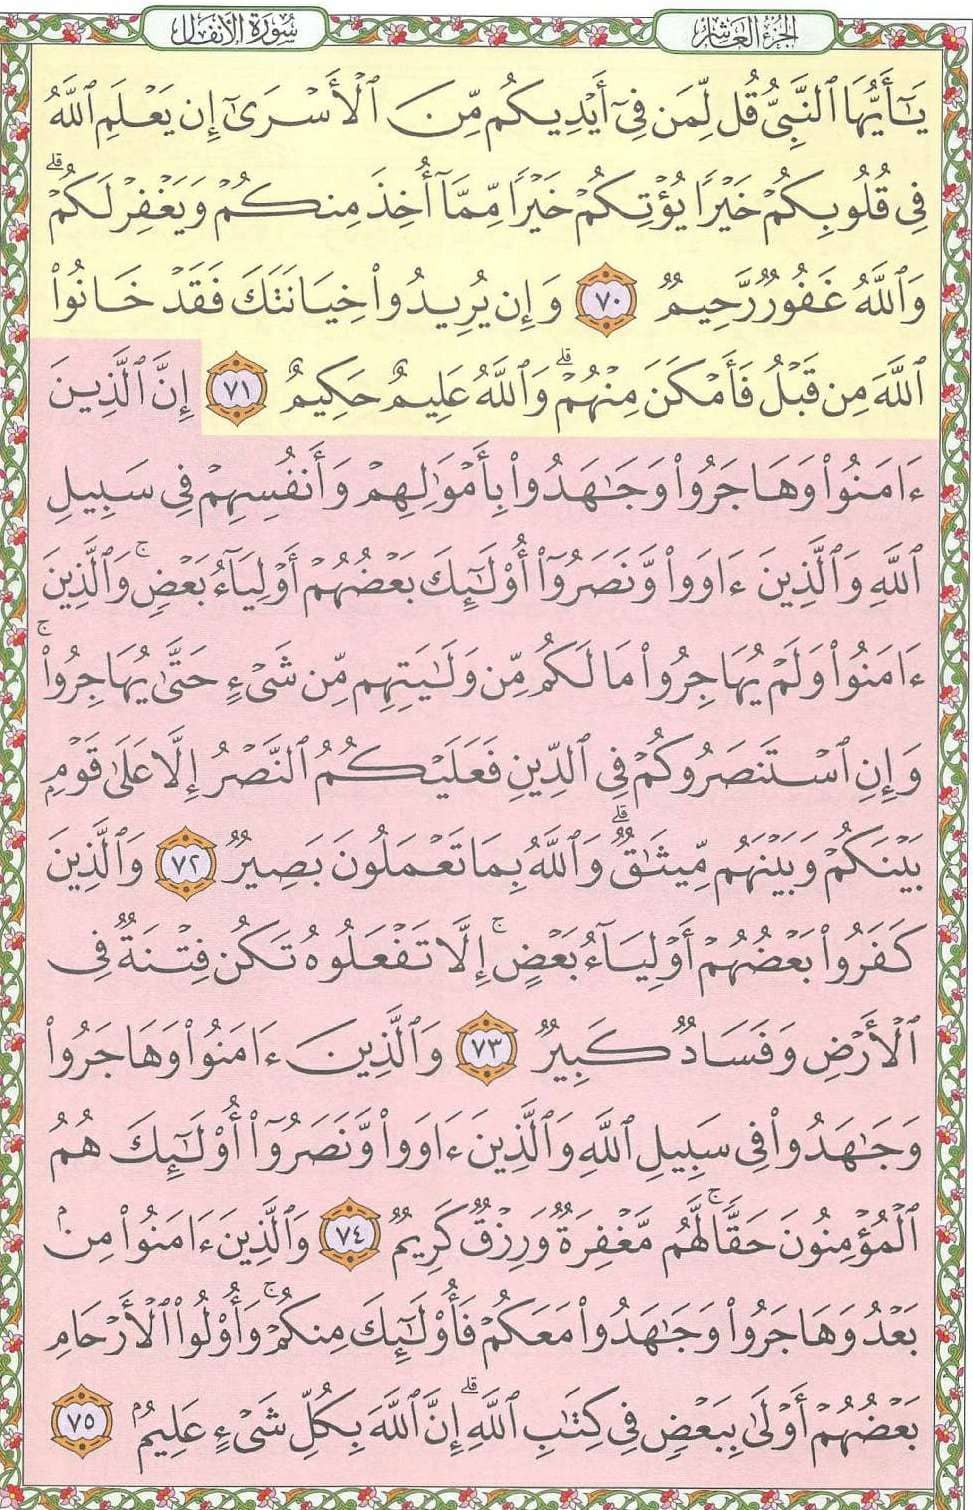 الجزء العاشر
سورة الأنفال
يَٰٓأَيُّهَا ٱلنَّبِيُّ قُل لِّمَن فِىٓ أَيْدِيكُم مِّنَ ٱلْأَسْرَىٰٓ إِن يَعْلَمِ ٱللَّهُ
فِى قُلُوبِكُمْ خَيْرًا يُؤْتِكُمْ خَيْرًا مِّمَّآ أُخِذَ مِنكُمْ وَيَغْفِرْ لَكُمْ ۗ
وَٱللَّهُ غَفُورٌ رَّحِيمٌ ٧٠ وَإِن يُرِيدُوا۟ خِيَانَتَكَ فَقَدْ خَانُوا۟
ٱللَّهَ مِن قَبْلُ فَأَمْكَنَ مِنْهُمْ ۗ وَٱللَّهُ عَلِيمٌ حَكِيمٌ ٧١ إِنَّ ٱلَّذِينَ
ءَامَنُوا۟ وَهَاجَرُوا۟ وَجَٰهَدُوا۟ بِأَمْوَٰلِهِمْ وَأَنفُسِهِمْ فِى سَبِيلِ
ٱللَّهِ وَٱلَّذِينَ ءَاوَوا۟ وَّنَصَرُوٓا۟ أُو۟لَٰٓئِكَ بَعْضُهُمْ أَوْلِيَآءُ بَعْضٍ ۚ وَٱلَّذِينَ
ءَامَنُوا۟ وَلَمْ يُهَاجِرُوا۟ مَا لَكُم مِّن وَلَٰيَتِهِم مِّن شَىْءٍ حَتَّىٰ يُهَاجِرُوا۟ ۚ
وَإِنِ ٱسْتَنصَرُوكُمْ فِى ٱلدِّينِ فَعَلَيْكُمُ ٱلنَّصْرُ إِلَّا عَلَىٰ قَوْمٍۭ
بَيْنَكُمْ وَبَيْنَهُم مِّيثَٰقٌ ۗ وَٱللَّهُ بِمَا تَعْمَلُونَ بَصِيرٌ ٧٢ وَٱلَّذِينَ
كَفَرُوا۟ بَعْضُهُمْ أَوْلِيَآءُ بَعْضٍ ۚ إِلَّا تَفْعَلُوهُ تَكُن فِتْنَةٌ فِى
ٱلْأَرْضِ وَفَسَادٌ كَبِيرٌ ٧٣ وَٱلَّذِينَ ءَامَنُوا۟ وَهَاجَرُوا۟
وَجَٰهَدُوا۟ فِى سَبِيلِ ٱللَّهِ وَٱلَّذِينَ ءَاوَوا۟ وَّنَصَرُوٓا۟ أُو۟لَٰٓئِكَ هُمُ
ٱلْمُؤْمِنُونَ حَقًّا ۚ لَّهُم مَّغْفِرَةٌ وَرِزْقٌ كَرِيمٌ ٧٤ وَٱلَّذِينَ ءَامَنُوا۟ مِنۢ
بَعْدُ وَهَاجَرُوا۟ وَجَٰهَدُوا۟ مَعَكُمْ فَأُو۟لَٰٓئِكَ مِنكُمْ ۚ وَأُو۟لُوا۟ ٱلْأَرْحَامِ
بَعْضُهُمْ أَوْلَىٰ بِبَعْضٍ فِى كِتَٰبِ ٱللَّهِ ۗ إِنَّ ٱللَّهَ بِكُلِّ شَىْءٍ عَلِيمٌۢ ٧٥